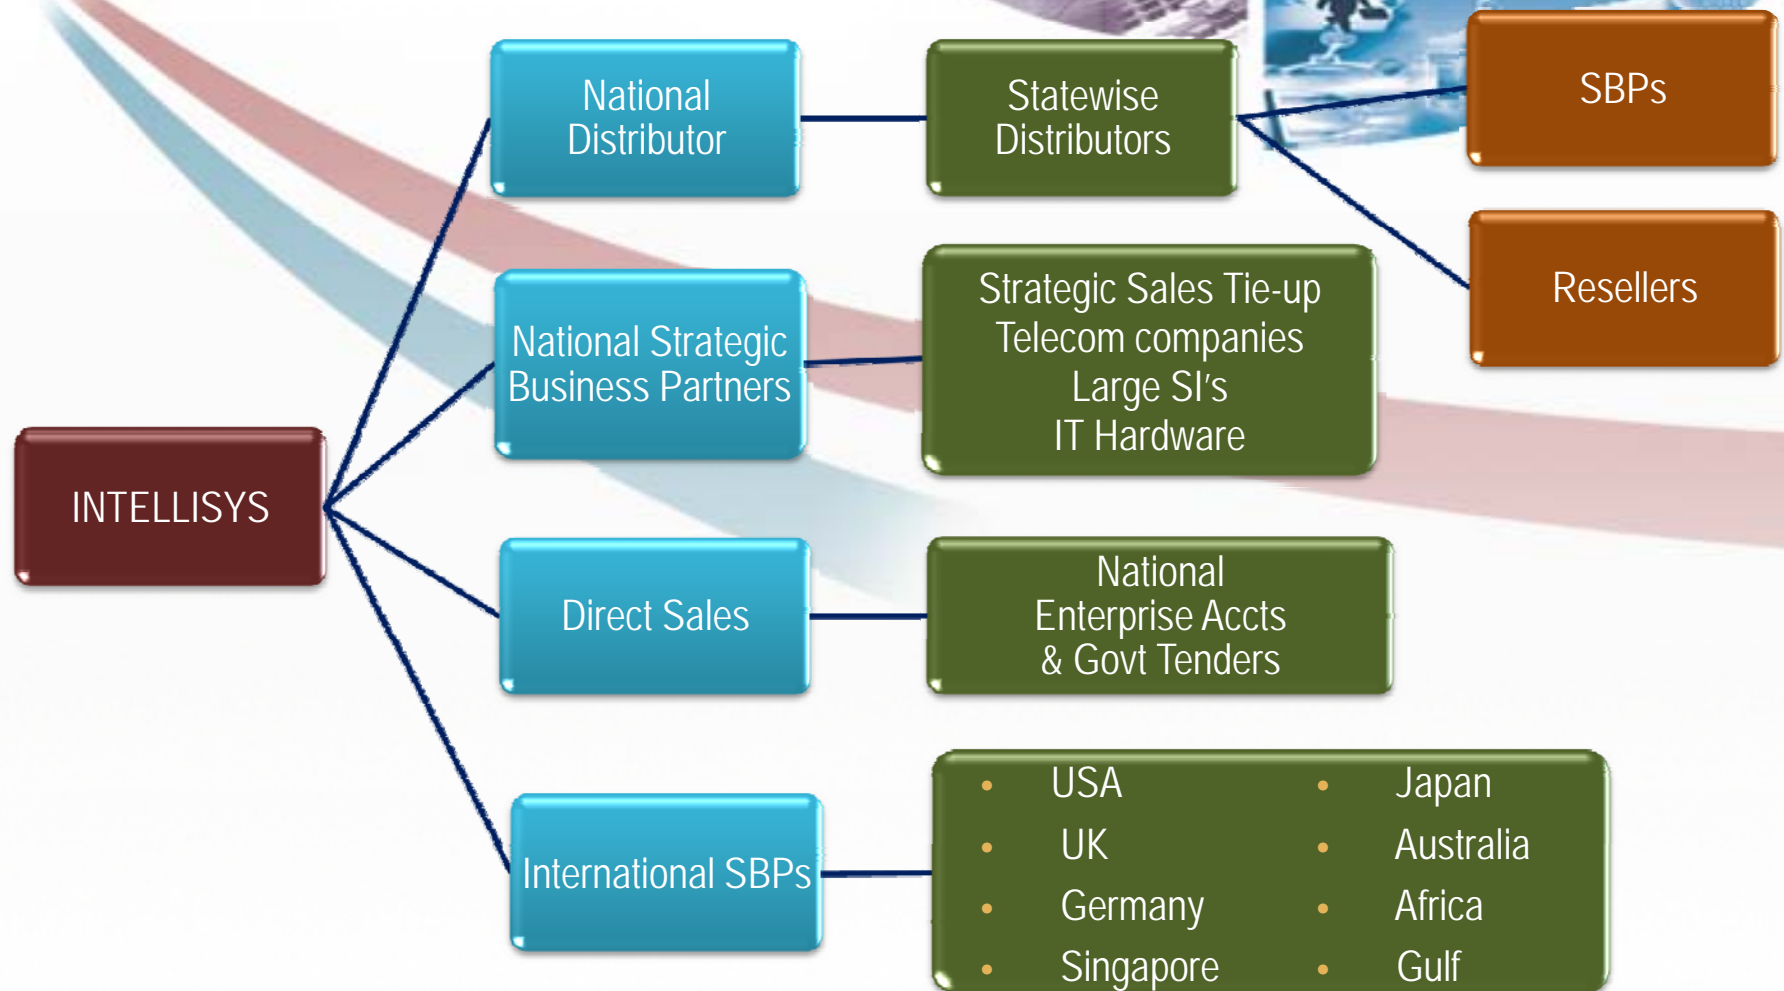 National
Distributor
Statewise
Distributors
SBPs
Resellers
National Strategic
Business Partners
Strategic Sales Tie-up
Telecom companies
Large SI's
IT Hardware
INTELLISYS
Direct Sales
National
Enterprise Accts
& Govt Tenders
International SBPs
• USA
• UK
• Germany
• Singapore
• Japan
• Australia
• Africa
• Gulf